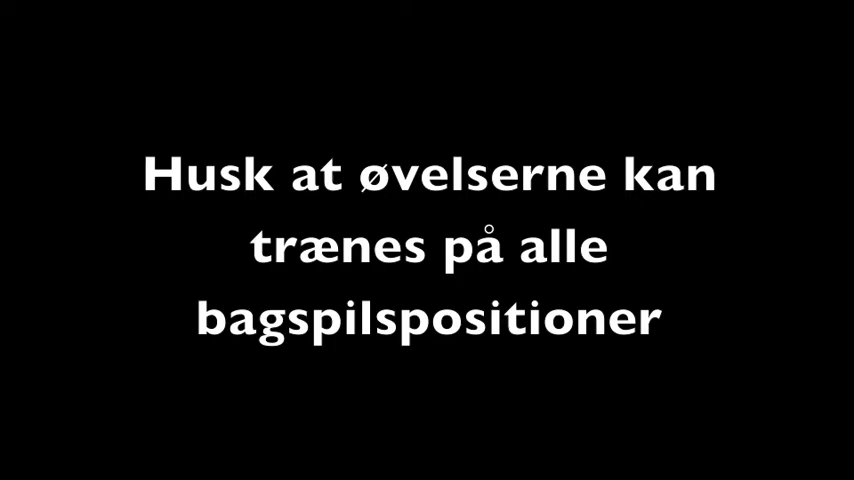 Husk at øvelserne kan
trænes på alle
bagspilspositioner